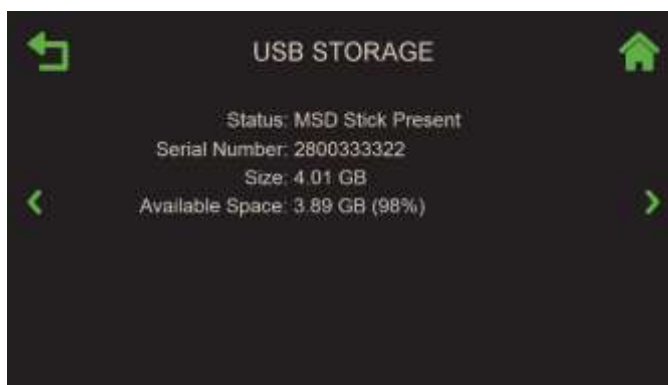 USB STORAGE
Status: MSD Stick Present
Serial Number: 2800333322
Size: 4.01 GB
Available Space: 3.89 GB (98%)